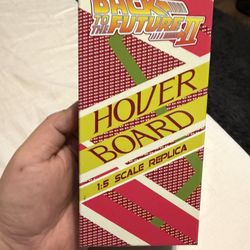 BACK
TO THE
FUTURE II
HOVER
BOARD
1:5 SCALE REPLICA